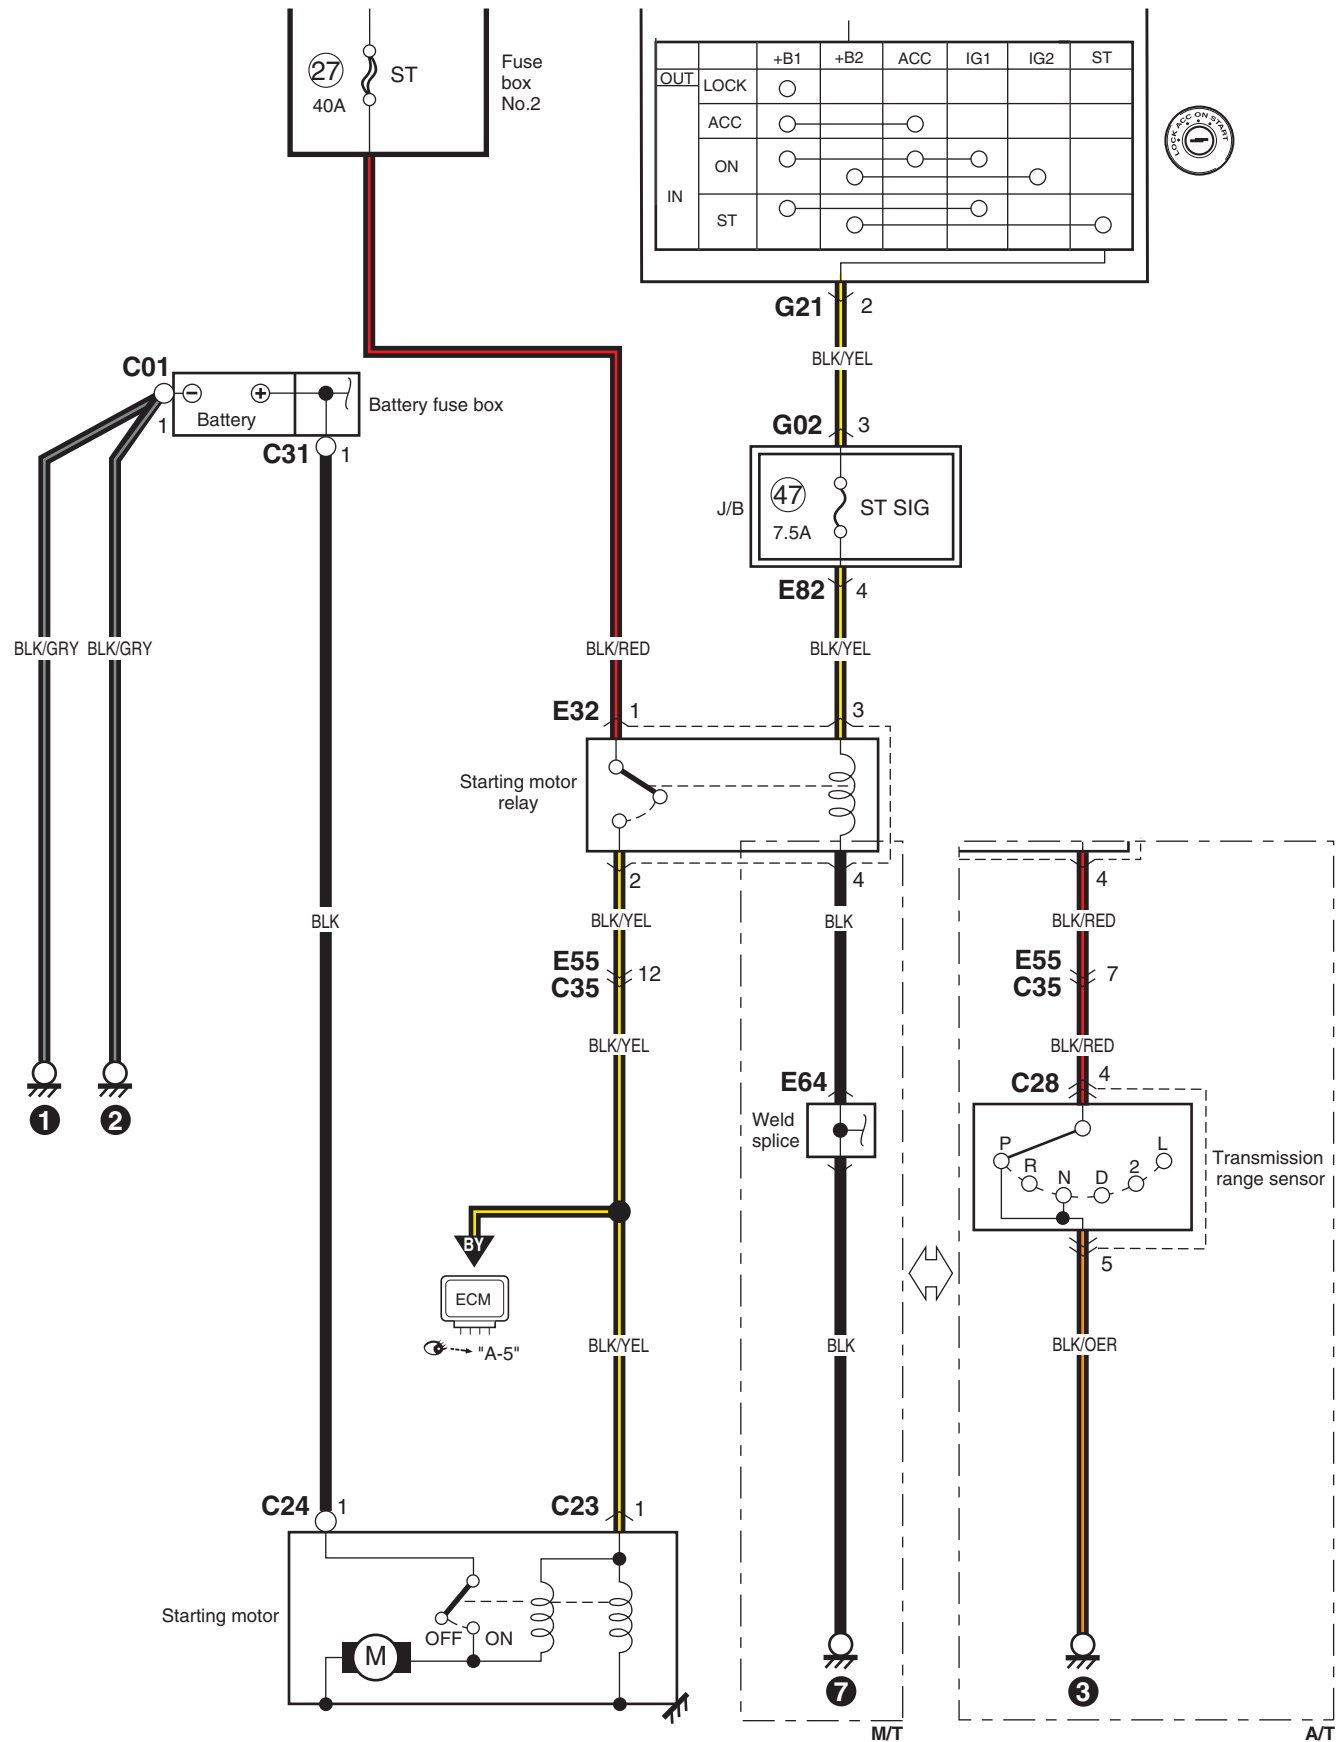 27
40A
ST
Fuse
box
No.2
+B1 +B2 ACC IG1 IG2 ST
OUT
LOCK
ACC
ON
IN
ST
LOCK ACC ON START
G21 2
BLK/YEL
C01
1
Battery
Battery fuse box
C31 1
G02 3
J/B
47
7.5A
ST SIG
E82 4
BLK/GRY BLK/GRY
BLK/RED
BLK/YEL
E32 1
3
Starting motor
relay
2
4
4
BLK
BLK/YEL
BLK
BLK/RED
E55
C35
12
E55
C35
7
BLK/YEL
BLK/RED
1
2
E64
Weld
splice
C28 4
P R N D 2 L
Transmission
range sensor
5
BY
ECM
"A-5"
BLK/YEL
BLK
BLK/OER
C24 1
C23 1
Starting motor
OFF ON
M
7
3
M/T
A/T